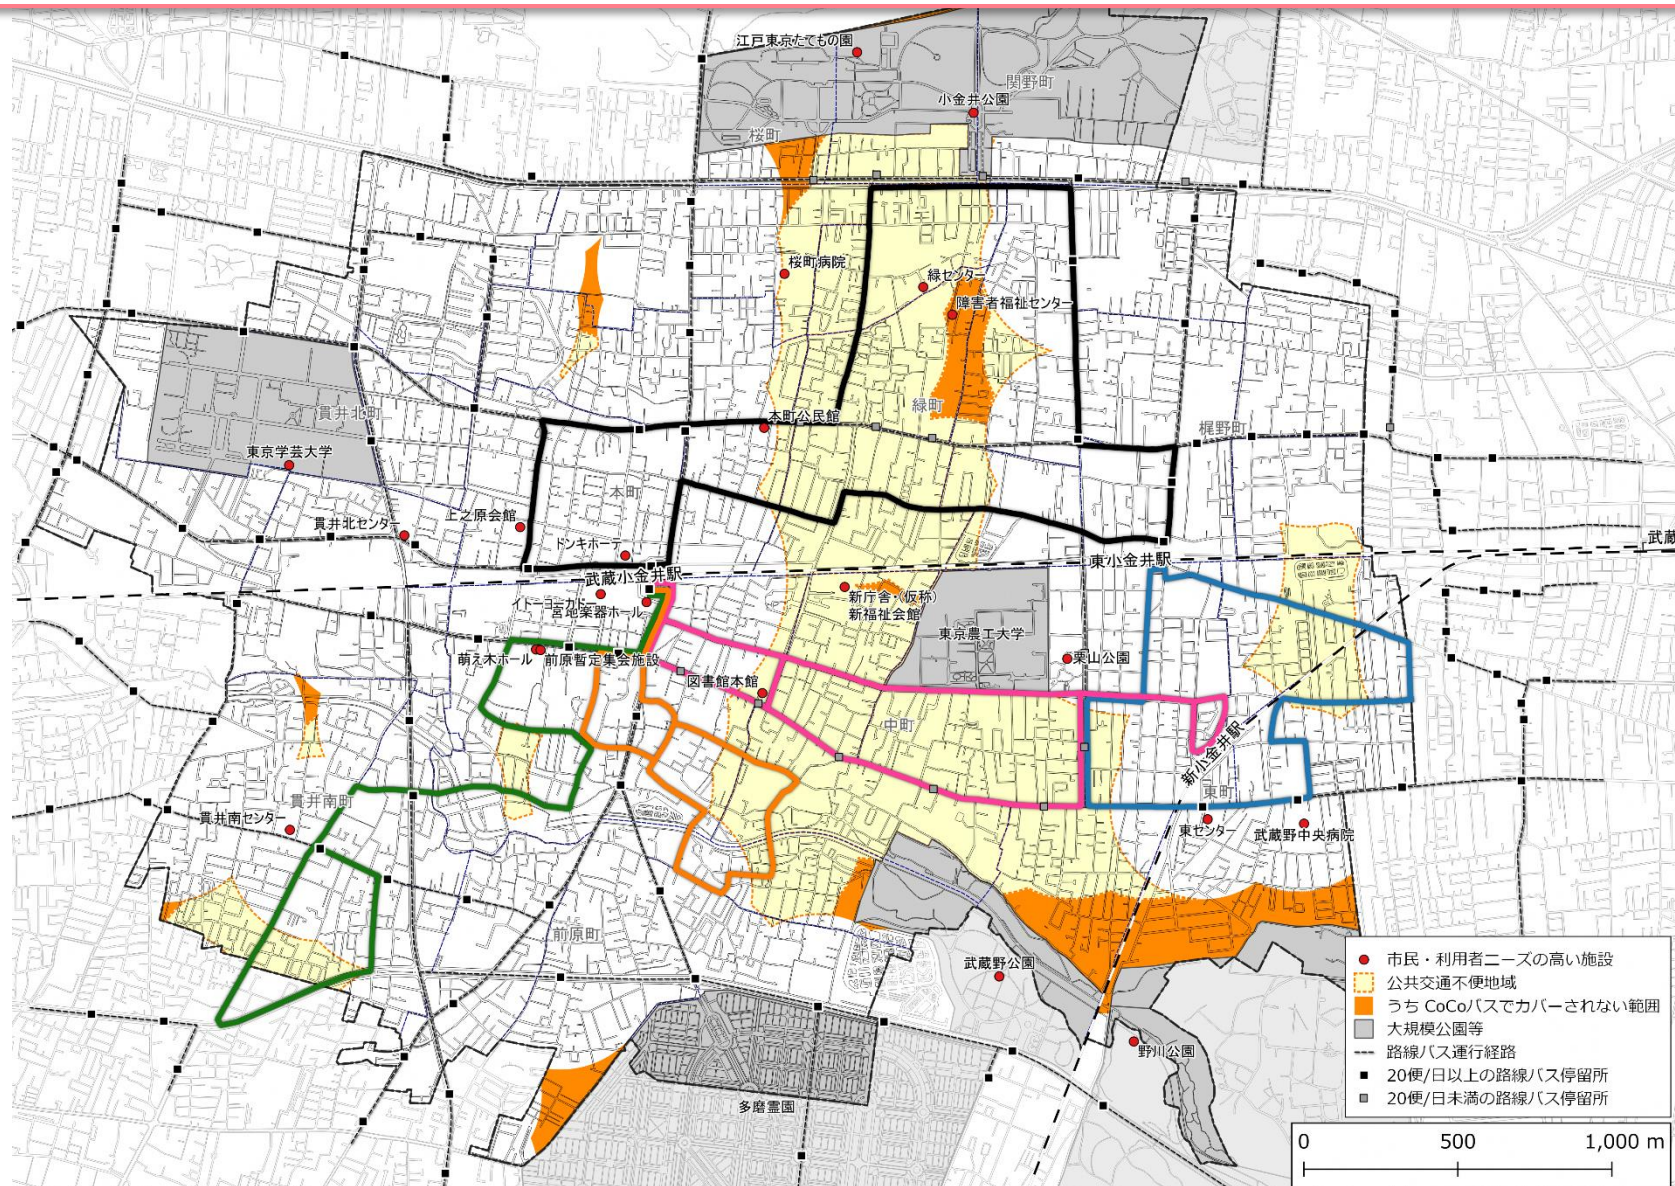 江戸東京たてもの園
関野町
小金井公園
桜町
桜町病院
緑センター
障害者福祉センター
貫井北町
本町公民館
緑町
梶野町
東京学芸大学
本町
貫井北センター
上之原会館
ドンキホーテ
武蔵小金井駅
東小金井駅
武蔵
イトーヨーカドー
宮地楽器ホール
新庁舎・(仮称)
新福祉会館
東京農工大学
萌え木ホール
前原暫定集会施設
栗山公園
図書館本館
中町
新小金井駅
貫井南町
東町
貫井南センター
東センター
武蔵野中央病院
前原町
武蔵野公園
野川公園
多磨霊園
市民・利用者ニーズの高い施設
公共交通不便地域
うち CoCoバスでカバーされない範囲
大規模公園等
路線バス運行経路
20便/日以上の路線バス停留所
20便/日未満の路線バス停留所
0 500 1,000 m